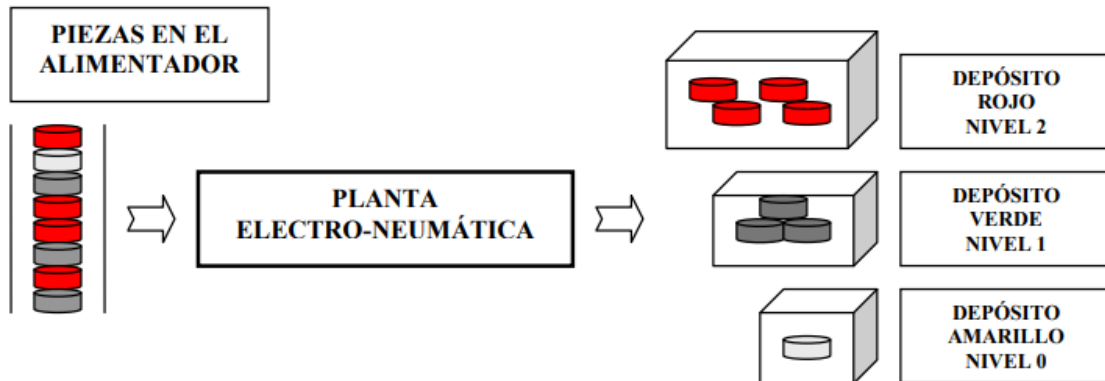 PIEZAS EN EL
ALIMENTADOR
PLANTA
ELECTRO-NEUMÁTICA
DEPÓSITO
ROJO
NIVEL 2
DEPÓSITO
VERDE
NIVEL 1
DEPÓSITO
AMARILLO
NIVEL 0